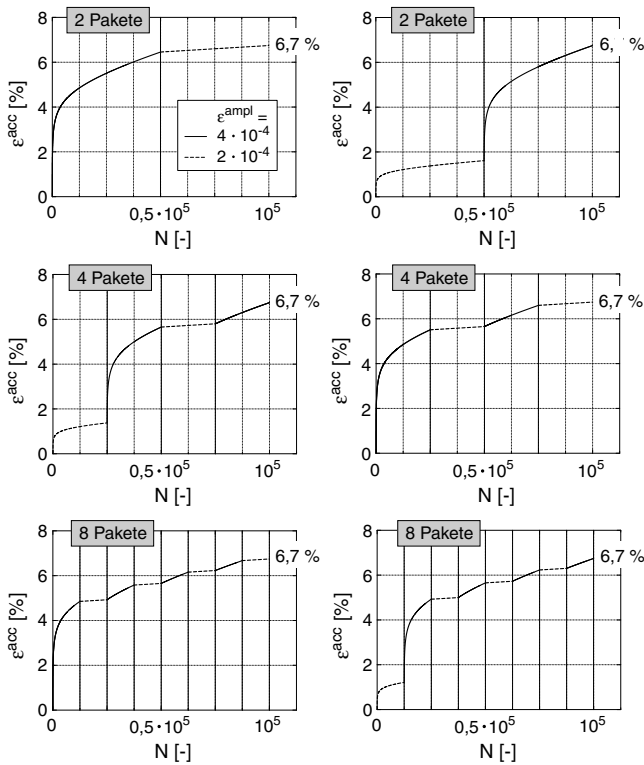 2 Pakete
8
6
4
2
0
ε^acc [%]
6,7 %
ε^ampl =
4 · 10^-4
2 · 10^-4
0
0,5 · 10^5
10^5
N [-]
2 Pakete
8
6
4
2
0
ε^acc [%]
6,
%
0
0,5 · 10^5
10^5
N [-]
4 Pakete
8
6
4
2
0
ε^acc [%]
6,7 %
0
0,5 · 10^5
10^5
N [-]
4 Pakete
8
6
4
2
0
ε^acc [%]
6,7 %
0
0,5 · 10^5
10^5
N [-]
8 Pakete
8
6
4
2
0
ε^acc [%]
6,7 %
0
0,5 · 10^5
10^5
N [-]
8 Pakete
8
6
4
2
0
ε^acc [%]
6,7 %
0
0,5 · 10^5
10^5
N [-]